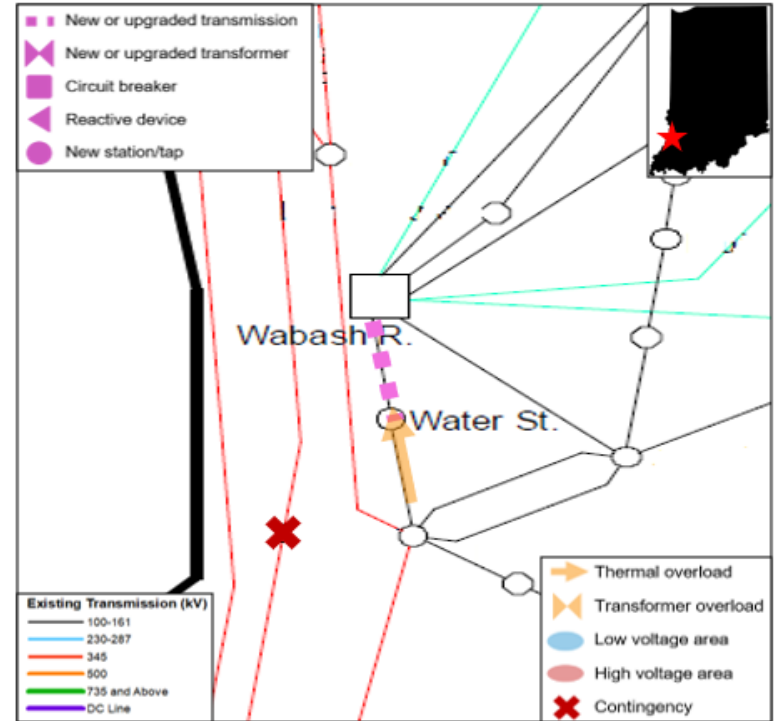 New or upgraded transmission
New or upgraded transformer
Circuit breaker
Reactive device
New station/tap
Wabash R.
Water St.
Existing Transmission (kV)
100-161
230-287
345
500
735 and Above
DC Line
Thermal overload
Transformer overload
Low voltage area
High voltage area
Contingency